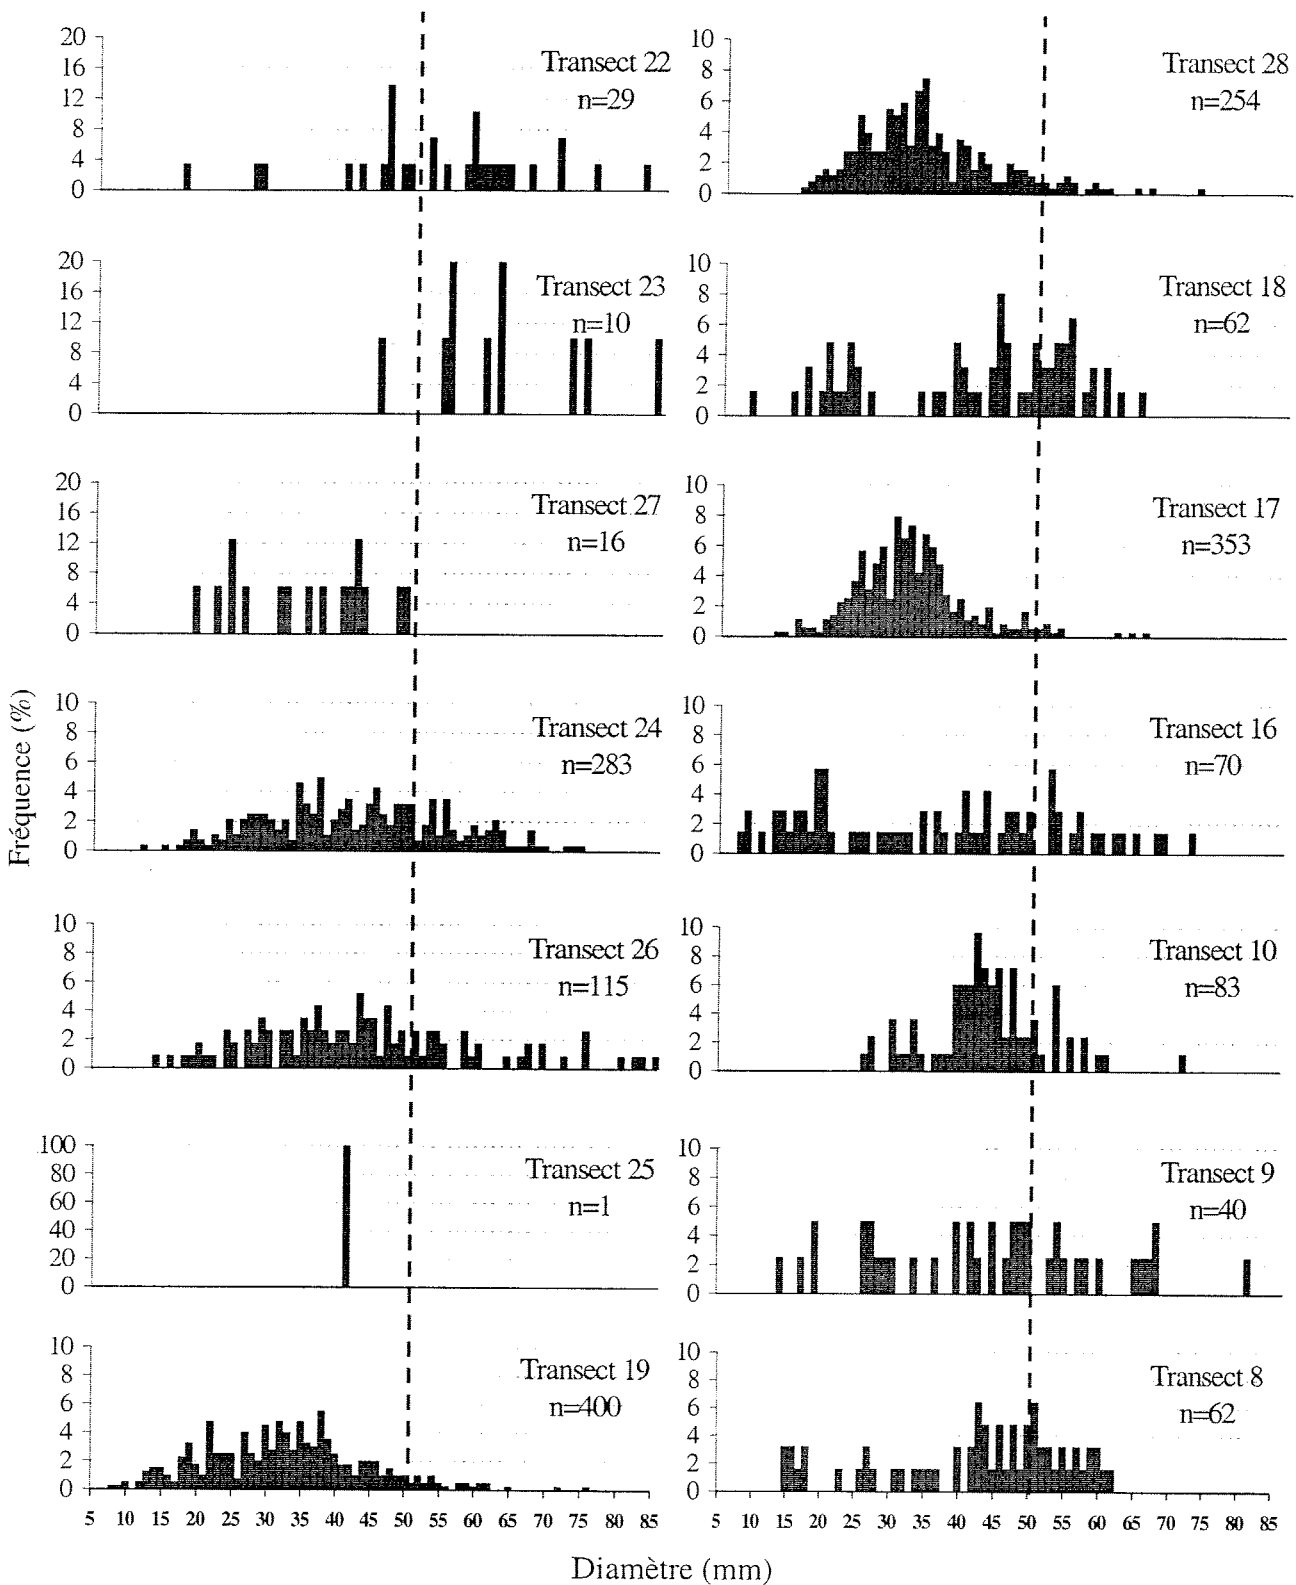 20
16
12
8
4
0
Transect 22
n=29
10
8
6
4
2
0
Transect 28
n=254
20
16
12
8
4
0
Transect 23
n=10
10
8
6
4
2
0
Transect 18
n=62
20
16
12
8
4
0
Transect 27
n=16
10
8
6
4
2
0
Transect 17
n=353
Fréquence (%)
10
8
6
4
2
0
Transect 24
n=283
10
8
6
4
2
0
Transect 16
n=70
10
8
6
4
2
0
Transect 26
n=115
10
8
6
4
2
0
Transect 10
n=83
100
80
60
40
20
0
Transect 25
n=1
10
8
6
4
2
0
Transect 9
n=40
10
8
6
4
2
0
Transect 19
n=400
10
8
6
4
2
0
Transect 8
n=62
5 10 15 20 25 30 35 40 45 50 55 60 65 70 75 80 85
5 10 15 20 25 30 35 40 45 50 55 60 65 70 75 80 85
Diamètre (mm)